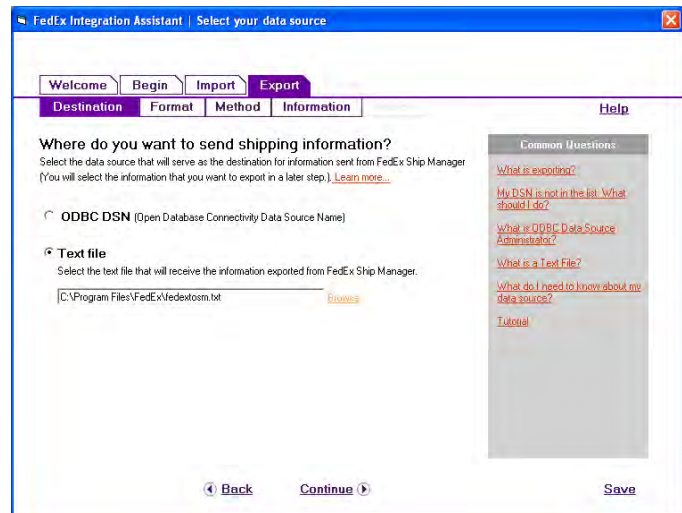 FedEx Integration Assistant | Select your data source
Welcome Begin Import Export
Destination Format Method Information Help
Where do you want to send shipping information?
Select the data source that will serve as the destination for information sent from FedEx Ship Manager
(You will select the information that you want to export in a later step.). Learn more...
ODBC DSN (Open Database Connectivity Data Source Name)
Text file
Select the text file that will receive the information exported from FedEx Ship Manager.
C:\Program Files\FedEx\fedextosm.txt Browse
Common Questions
What is exporting?
My DSN is not in the list. What
should I do?
What is ODBC Data Source
Administrator?
What is a Text File?
What do I need to know about my
data source?
Tutorial
Back Continue Save